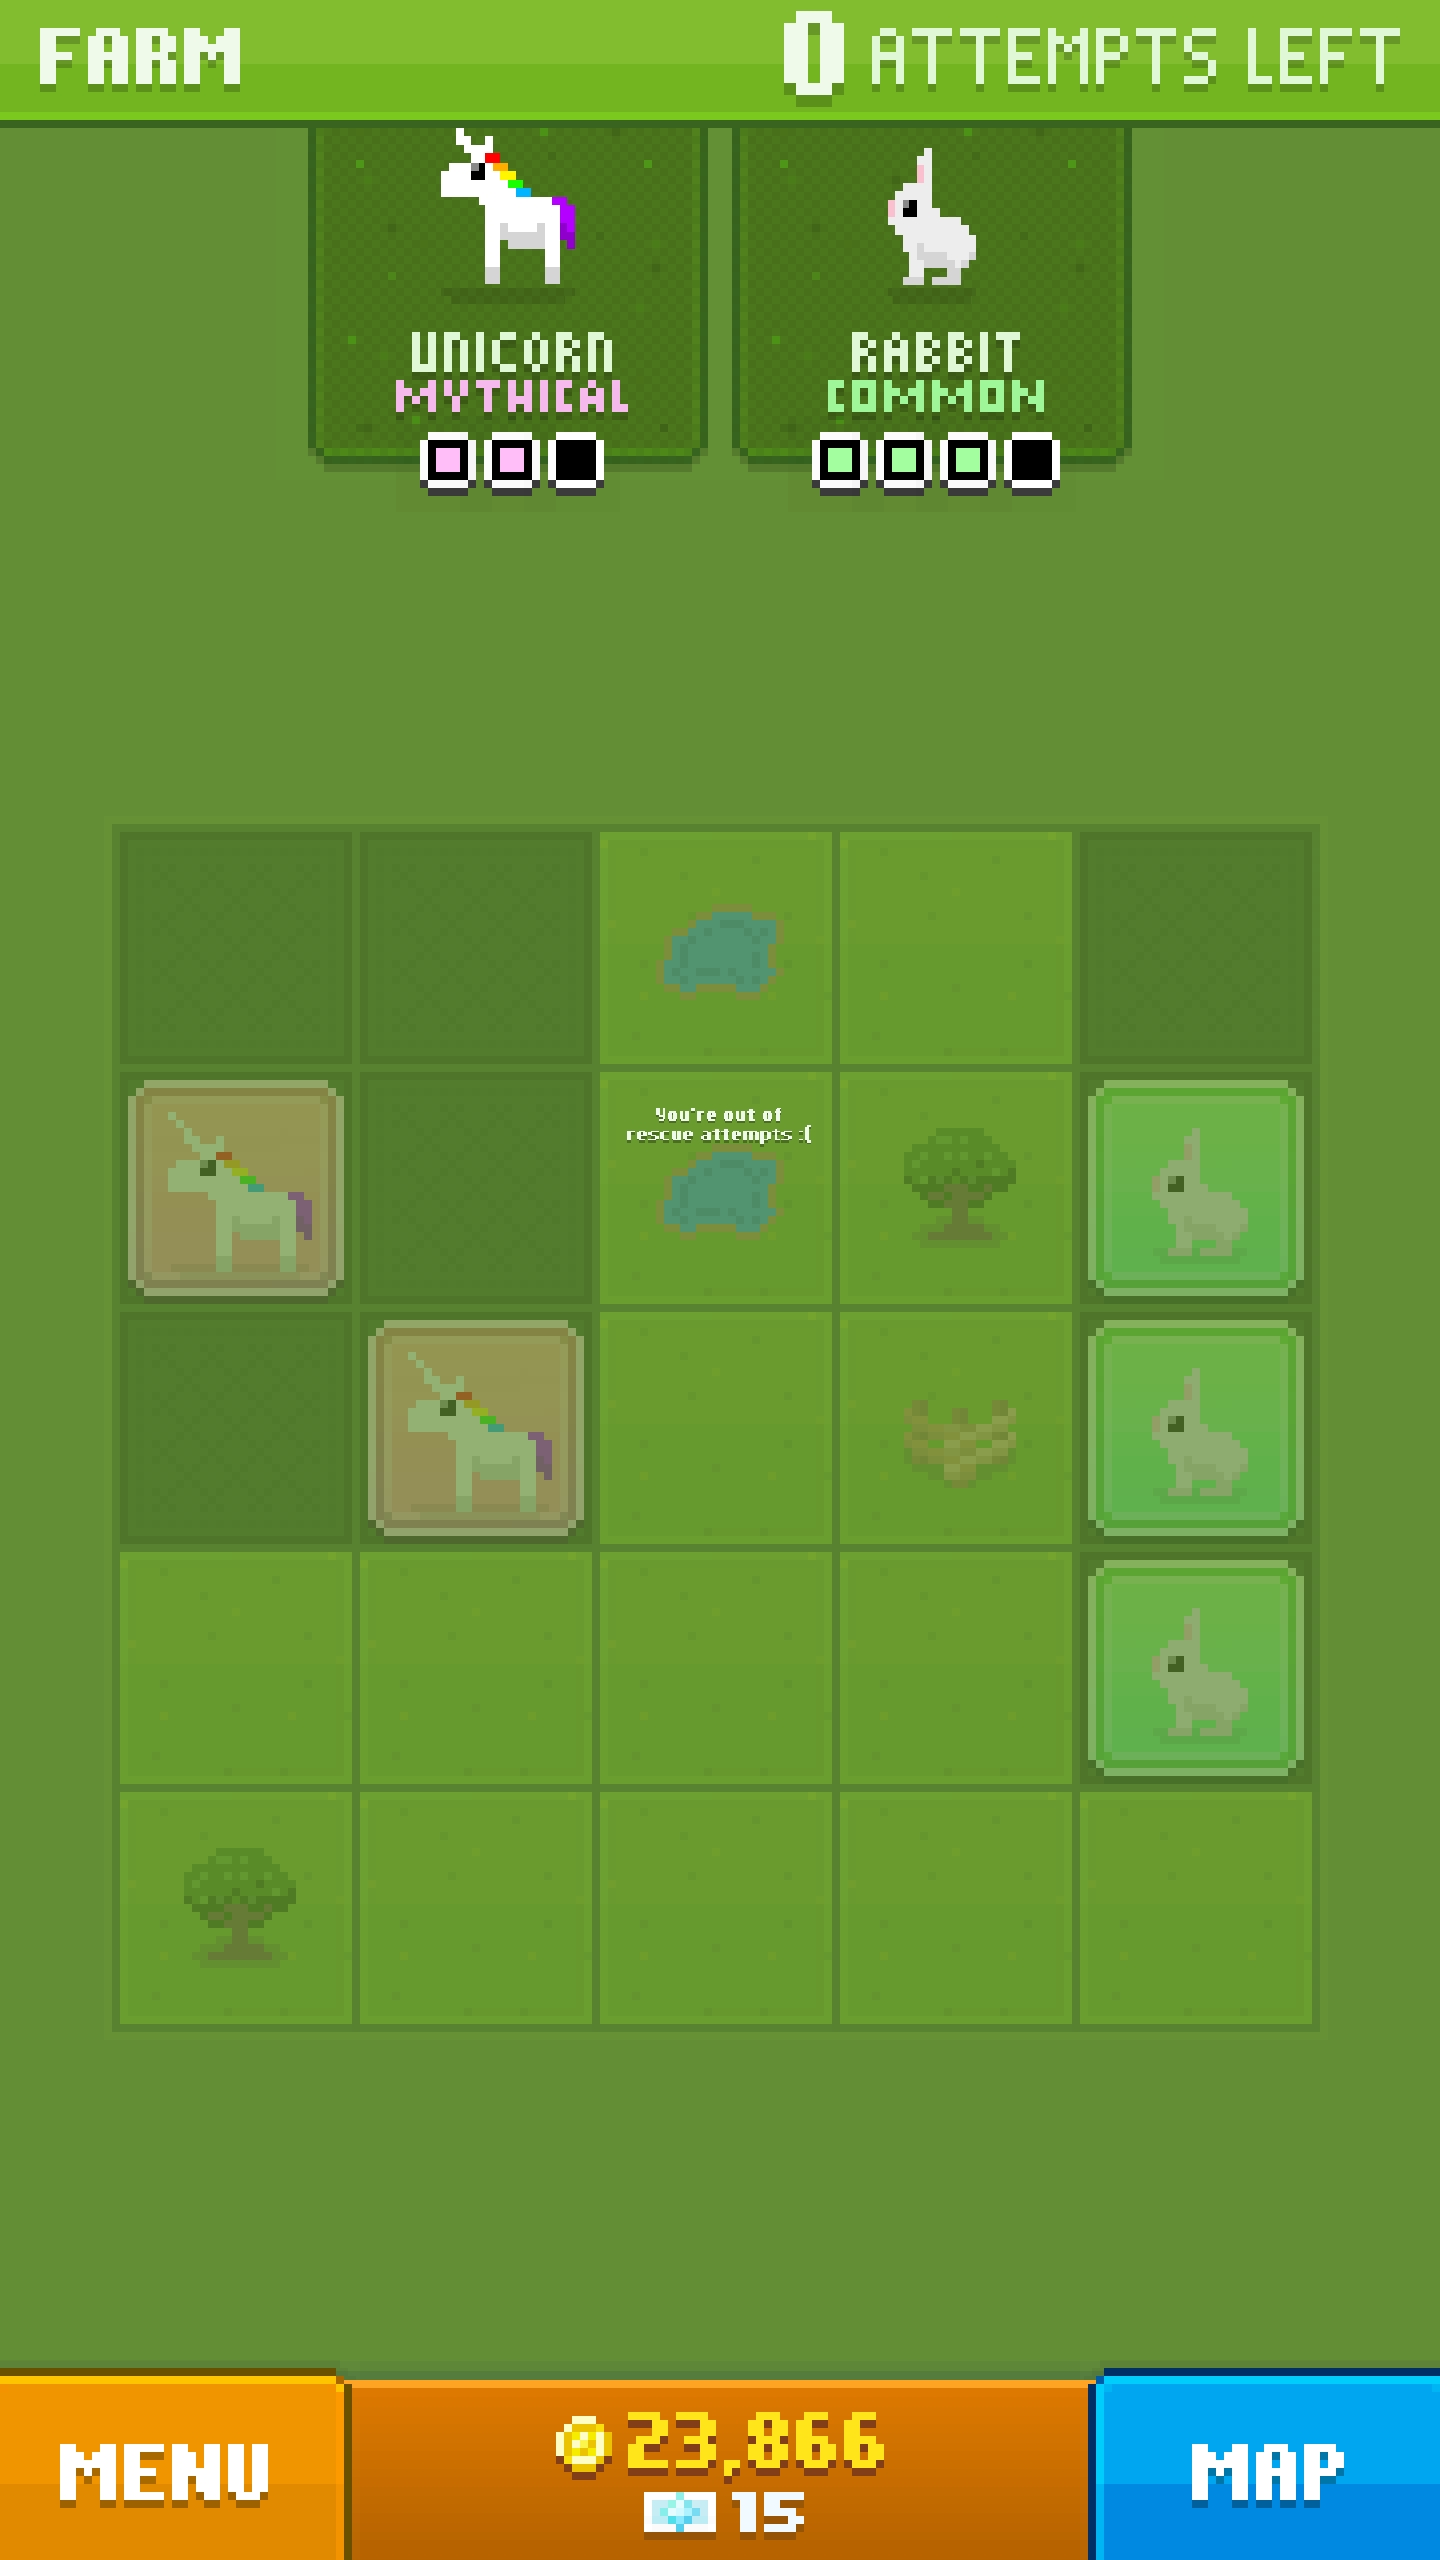 FARM
0 ATTEMPTS LEFT
UNICORN
MYTHICAL
RABBIT
COMMON
You're out of
rescue attempts :(
MENU
23,866
15
MAP